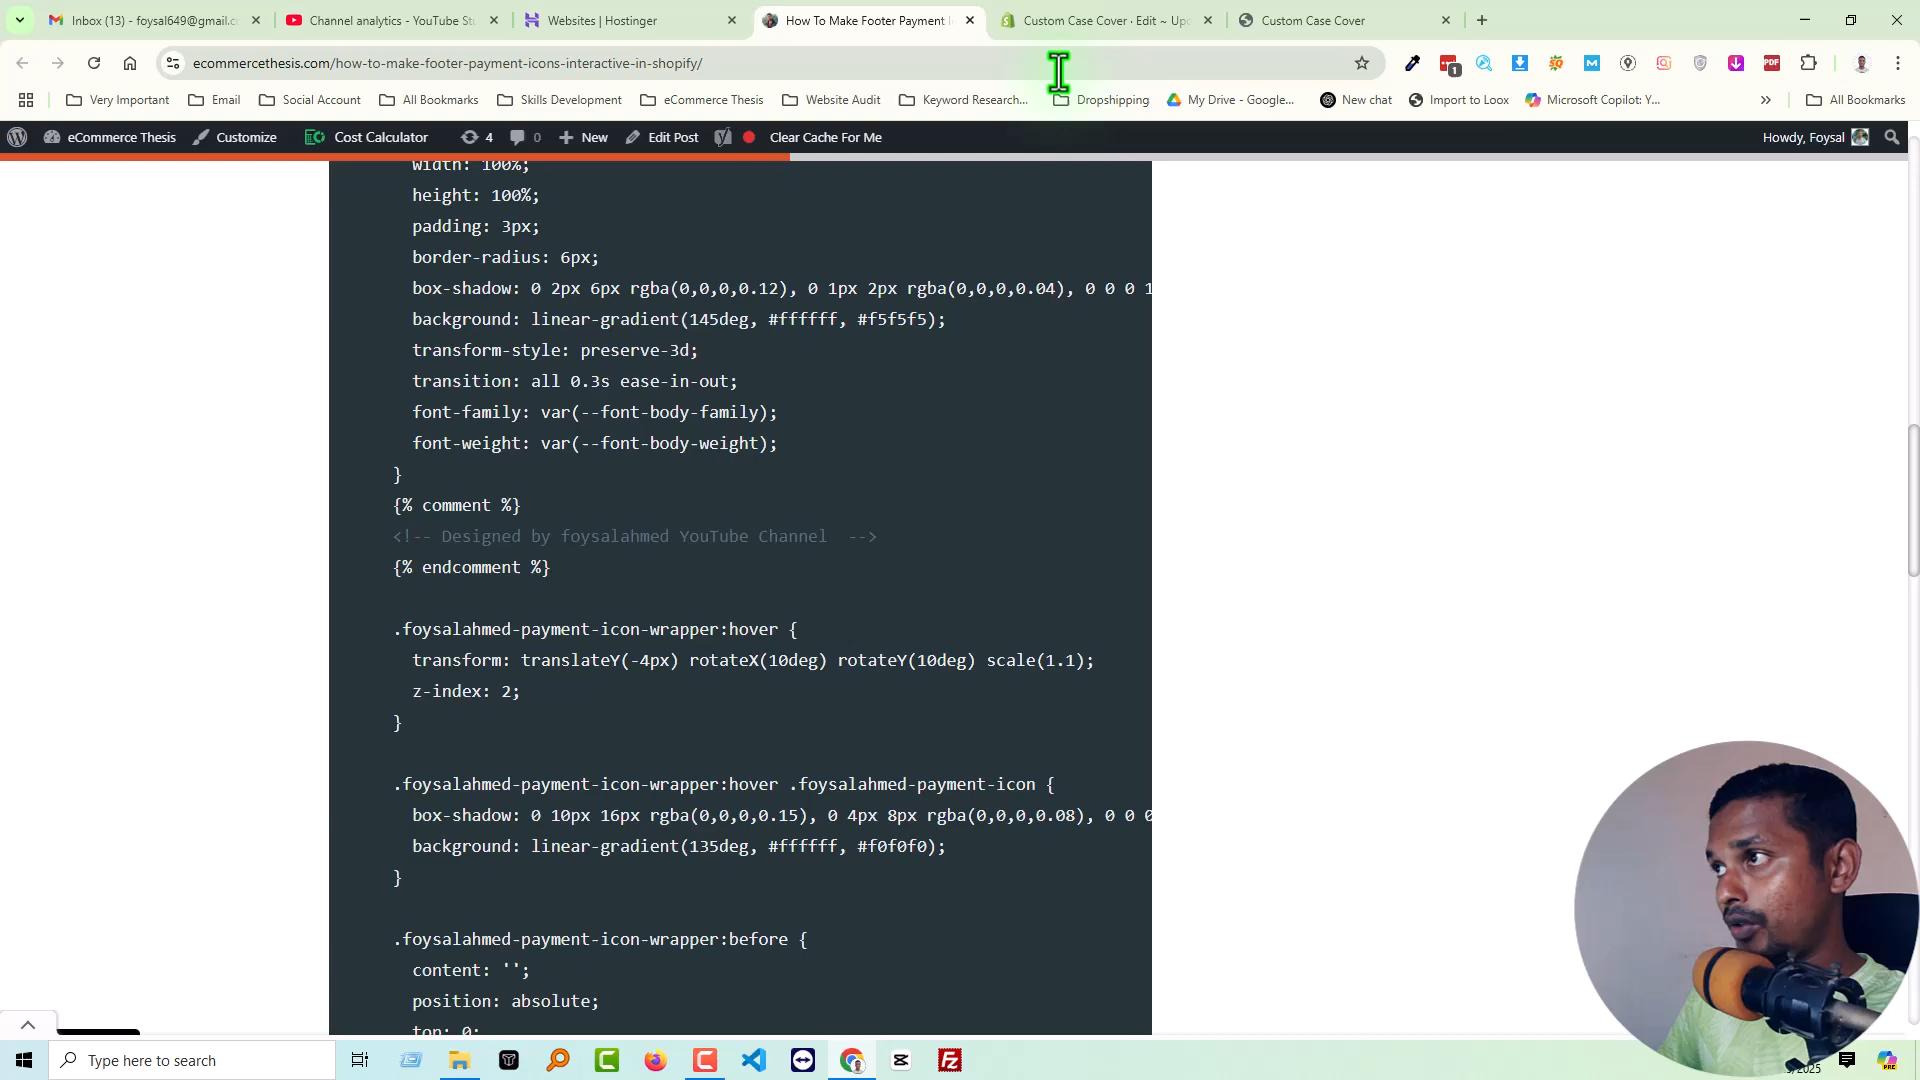 Inbox (13) - foysal649@gmail.c
Channel analytics - YouTube Stu
Websites | Hostinger
How To Make Footer Payment I
Custom Case Cover · Edit ~ Upd
Custom Case Cover
ecommercethesis.com/how-to-make-footer-payment-icons-interactive-in-shopify/
1
SQ
M
PDF
Very Important
Email
Social Account
All Bookmarks
Skills Development
eCommerce Thesis
Website Audit
Keyword Research...
Dropshipping
My Drive - Google...
New chat
Import to Loox
Microsoft Copilot: Y...
All Bookmarks
eCommerce Thesis
Customize
Cost Calculator
4
0
New
Edit Post
Clear Cache For Me
Howdy, Foysal
width: 100%;
height: 100%;
padding: 3px;
border-radius: 6px;
box-shadow: 0 2px 6px rgba(0,0,0,0.12), 0 1px 2px rgba(0,0,0,0.04), 0 0 0 1
background: linear-gradient(145deg, #ffffff, #f5f5f5);
transform-style: preserve-3d;
transition: all 0.3s ease-in-out;
font-family: var(--font-body-family);
font-weight: var(--font-body-weight);
}
{% comment %}
<!-- Designed by foysalahmed YouTube Channel  -->
{% endcomment %}
.foysalahmed-payment-icon-wrapper:hover {
transform: translateY(-4px) rotateX(10deg) rotateY(10deg) scale(1.1);
z-index: 2;
}
.foysalahmed-payment-icon-wrapper:hover .foysalahmed-payment-icon {
box-shadow: 0 10px 16px rgba(0,0,0,0.15), 0 4px 8px rgba(0,0,0,0.08), 0 0 0
background: linear-gradient(135deg, #ffffff, #f0f0f0);
}
.foysalahmed-payment-icon-wrapper:before {
content: '';
position: absolute;
top: 0;
Type here to search
/2025
PRE